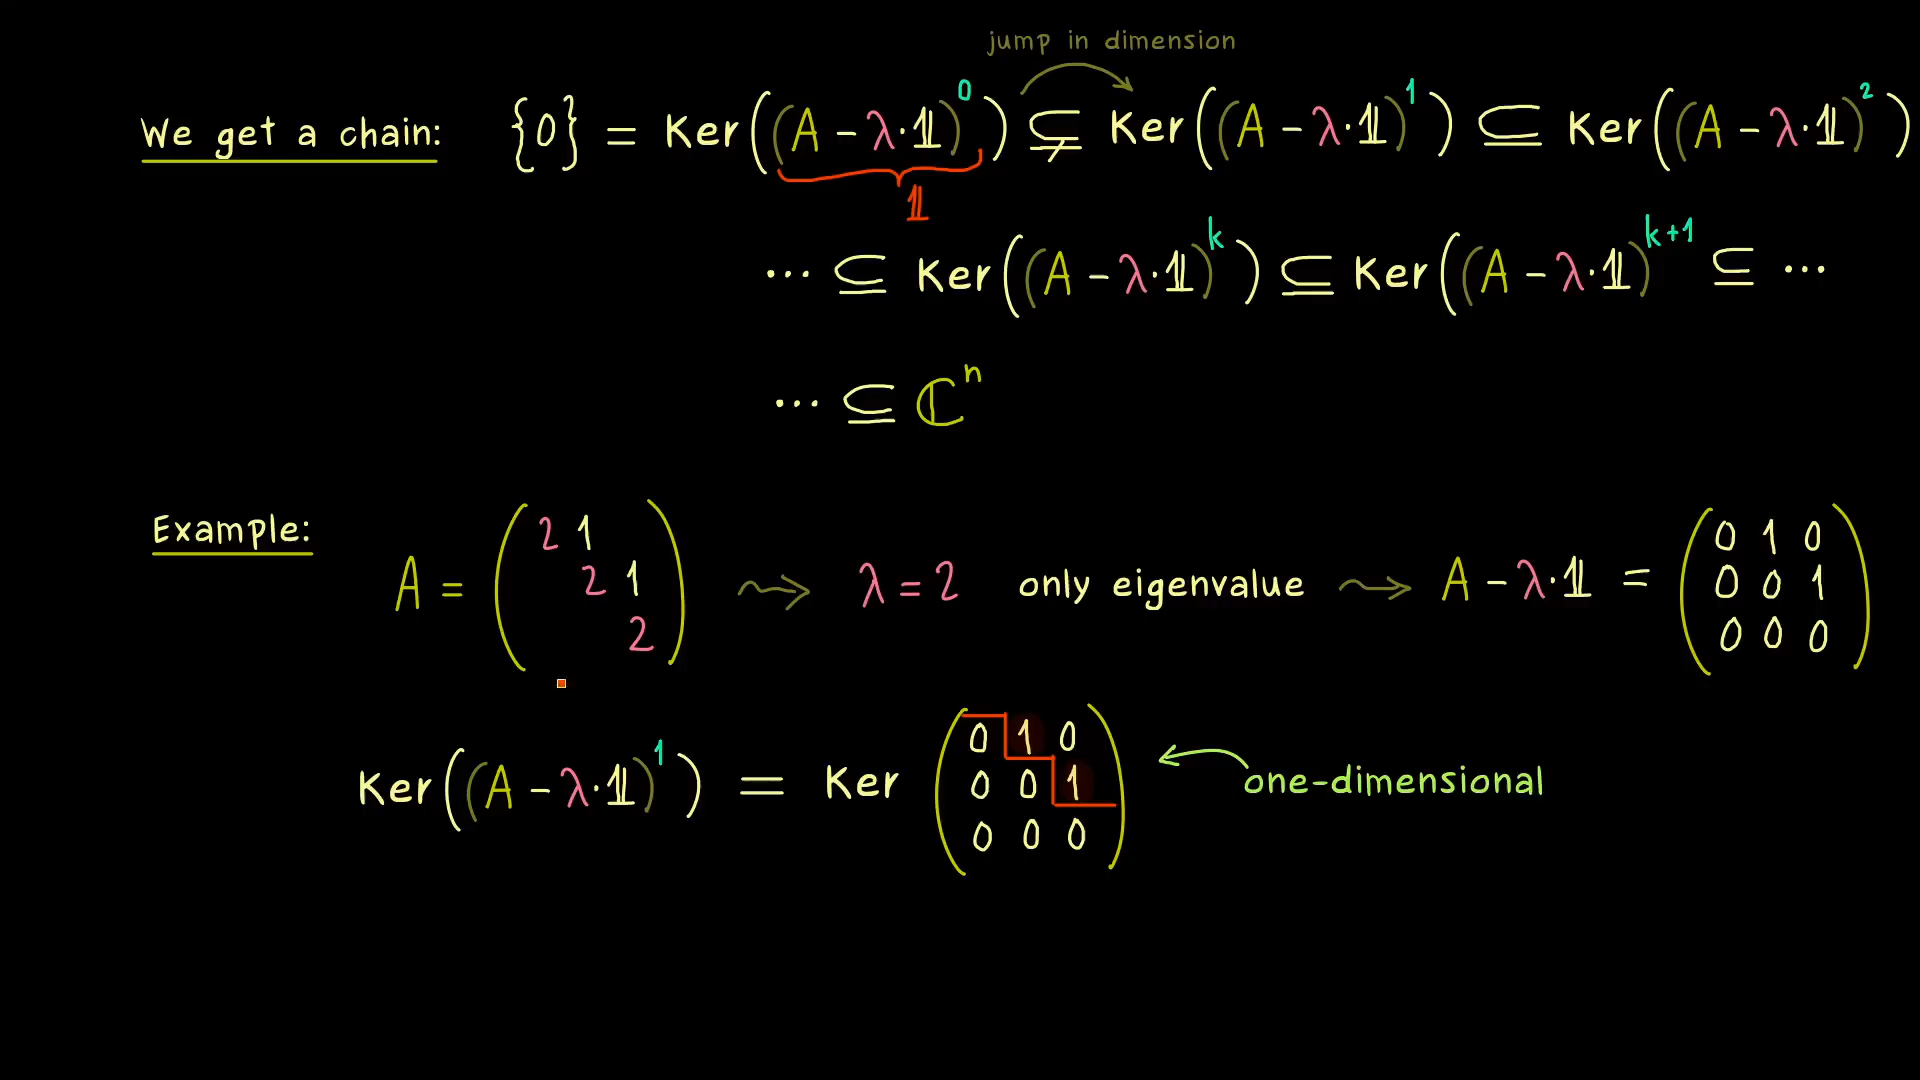 jump in dimension
We get a chain: {0} = Ker((A - λ·𝟙)⁰) ⊊ Ker((A - λ·𝟙)¹) ⊆ Ker((A - λ·𝟙)²)
𝟙
... ⊆ Ker((A - λ·𝟙)ᵏ) ⊆ Ker((A - λ·𝟙)ᵏ⁺¹ ⊆ ...
... ⊆ ℂⁿ
Example:
A = ( 2 1 ; 2 1 ; 2 ) ⇝ λ = 2 only eigenvalue ⇝ A - λ·𝟙 = ( 0 1 0 ; 0 0 1 ; 0 0 0 )
Ker((A - λ·𝟙)¹) = Ker ( 0 1 0 ; 0 0 1 ; 0 0 0 ) ← one-dimensional